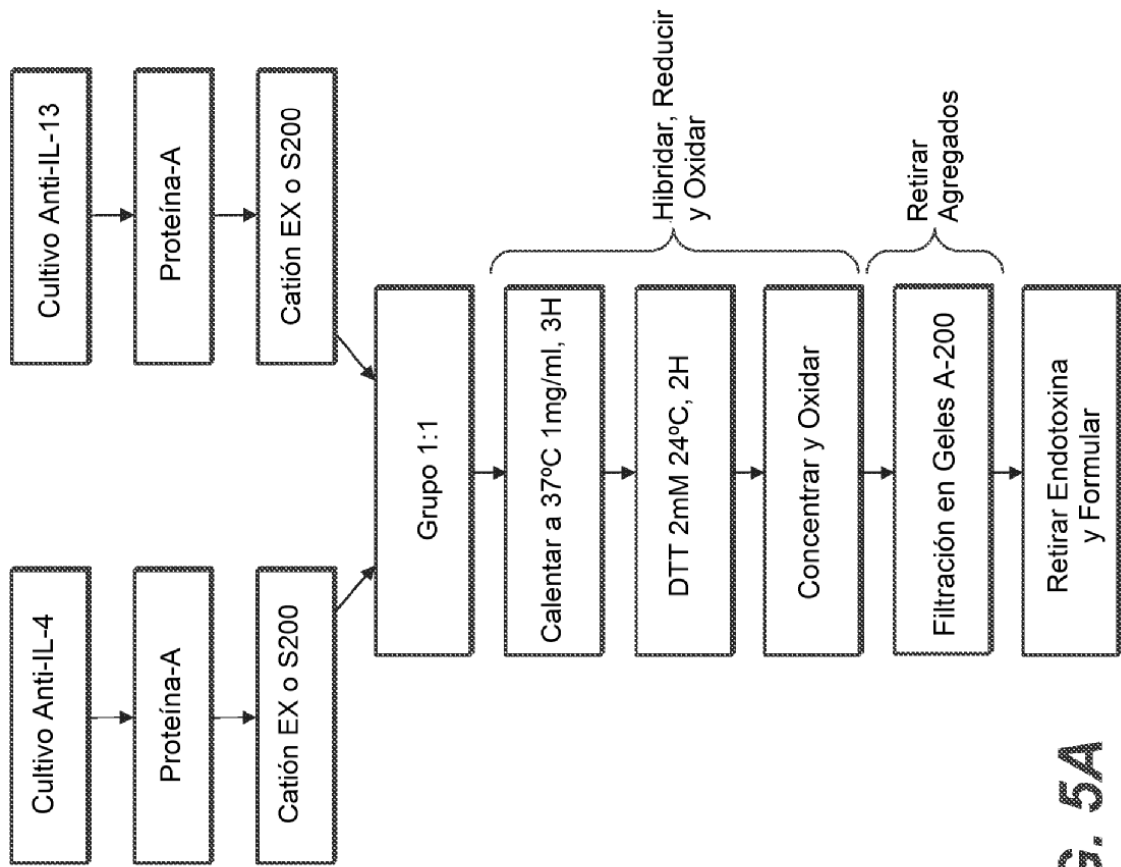 Cultivo Anti-IL-4
Proteína-A
Catión EX o S200
Cultivo Anti-IL-13
Proteína-A
Catión EX o S200
Grupo 1:1
Calentar a 37ºC 1mg/ml, 3H
DTT 2mM 24ºC, 2H
Concentrar y Oxidar
Hibridar, Reducir
y Oxidar
Filtración en Geles A-200
Retirar
Agregados
Retirar Endotoxina
y Formular
G. 5A